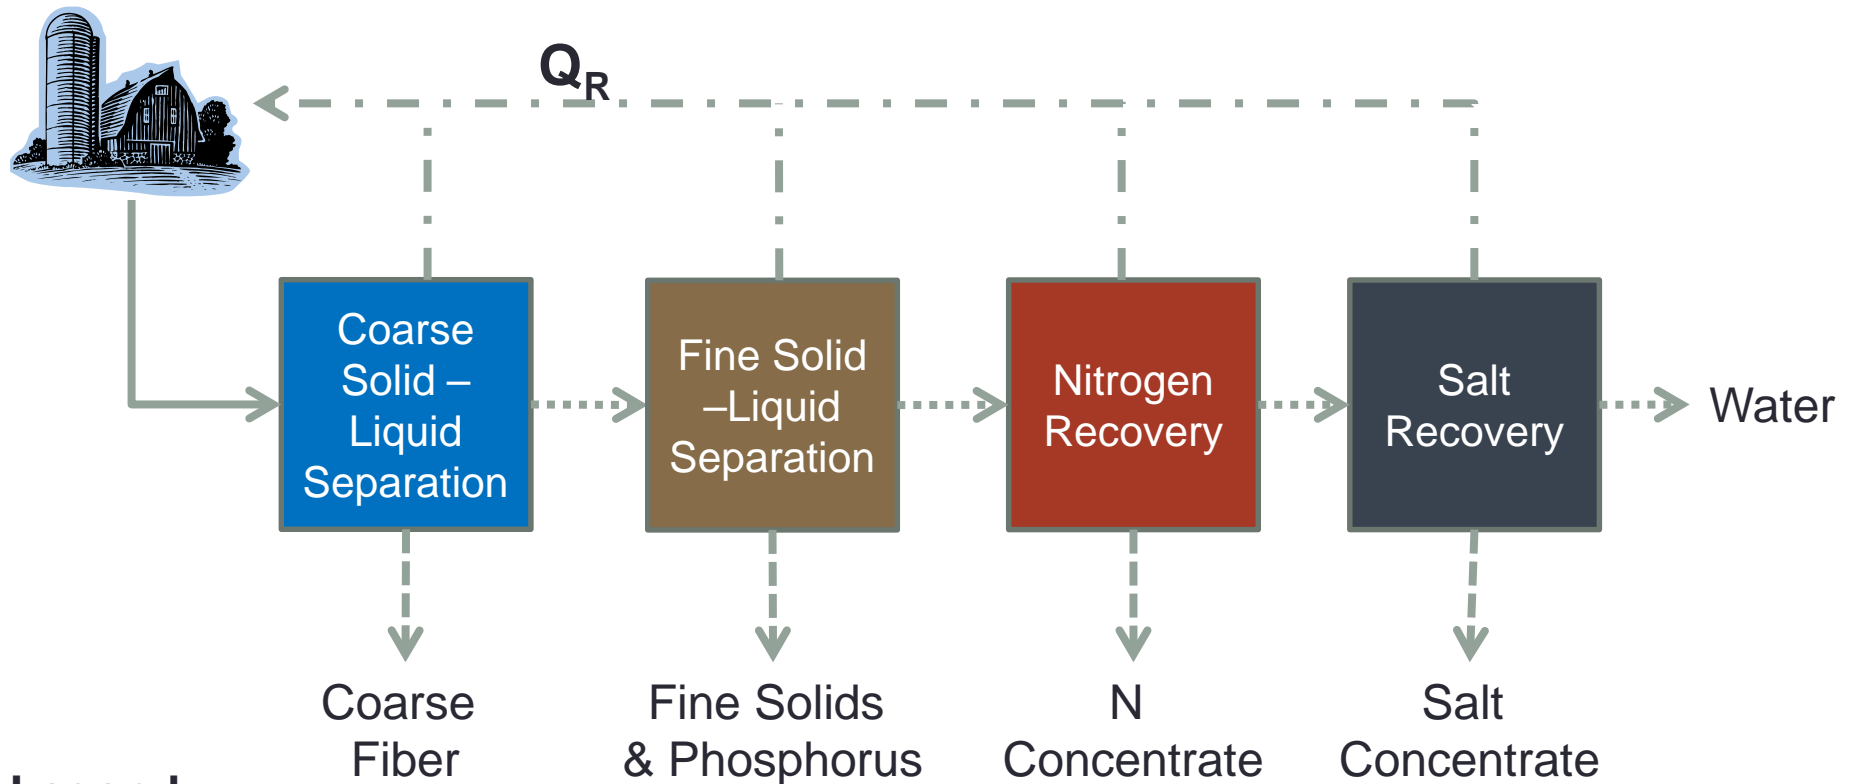 Q_R
Coarse
Solid –
Liquid
Separation
Fine Solid
–Liquid
Separation
Nitrogen
Recovery
Salt
Recovery
Water
Coarse
Fiber
Fine Solids
& Phosphorus
N
Concentrate
Salt
Concentrate